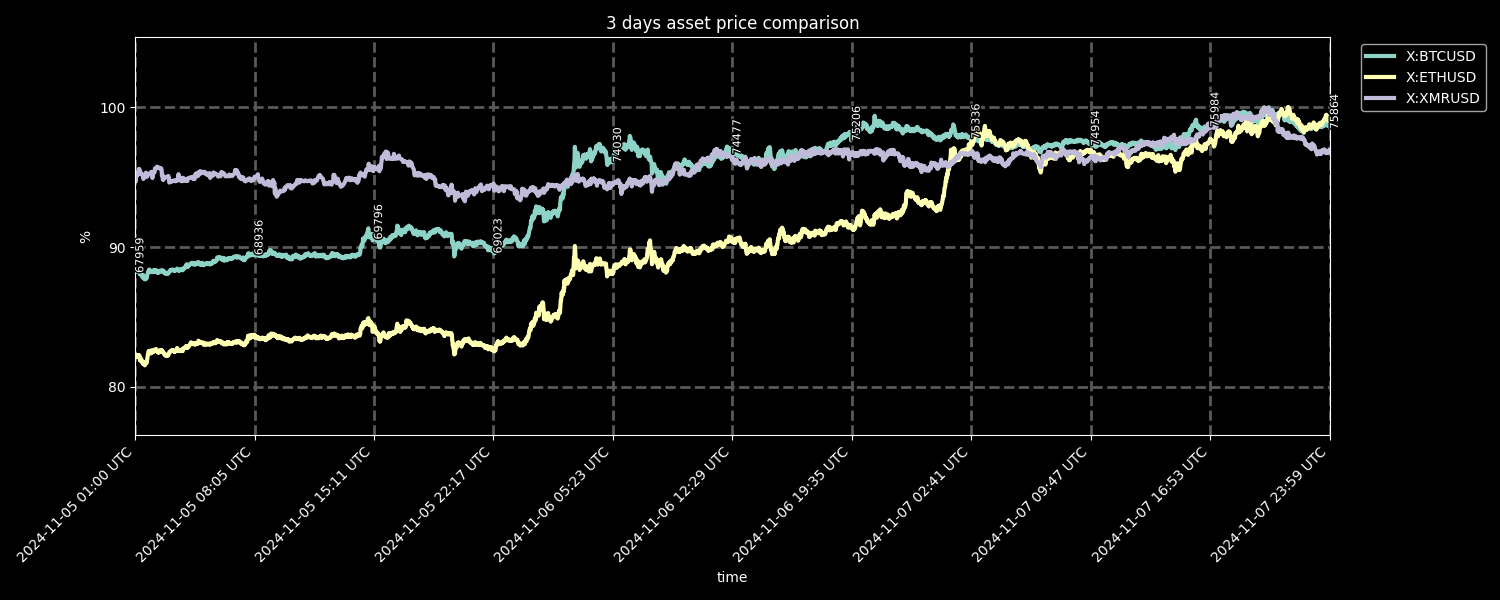 3 days asset price comparison
X:BTCUSD
X:ETHUSD
X:XMRUSD
100
90
80
%
67959
68936
69796
69023
74030
74477
75206
75336
74954
75984
75864
2024-11-05 01:00 UTC
2024-11-05 08:05 UTC
2024-11-05 15:11 UTC
2024-11-05 22:17 UTC
2024-11-06 05:23 UTC
2024-11-06 12:29 UTC
2024-11-06 19:35 UTC
2024-11-07 02:41 UTC
2024-11-07 09:47 UTC
2024-11-07 16:53 UTC
2024-11-07 23:59 UTC
time